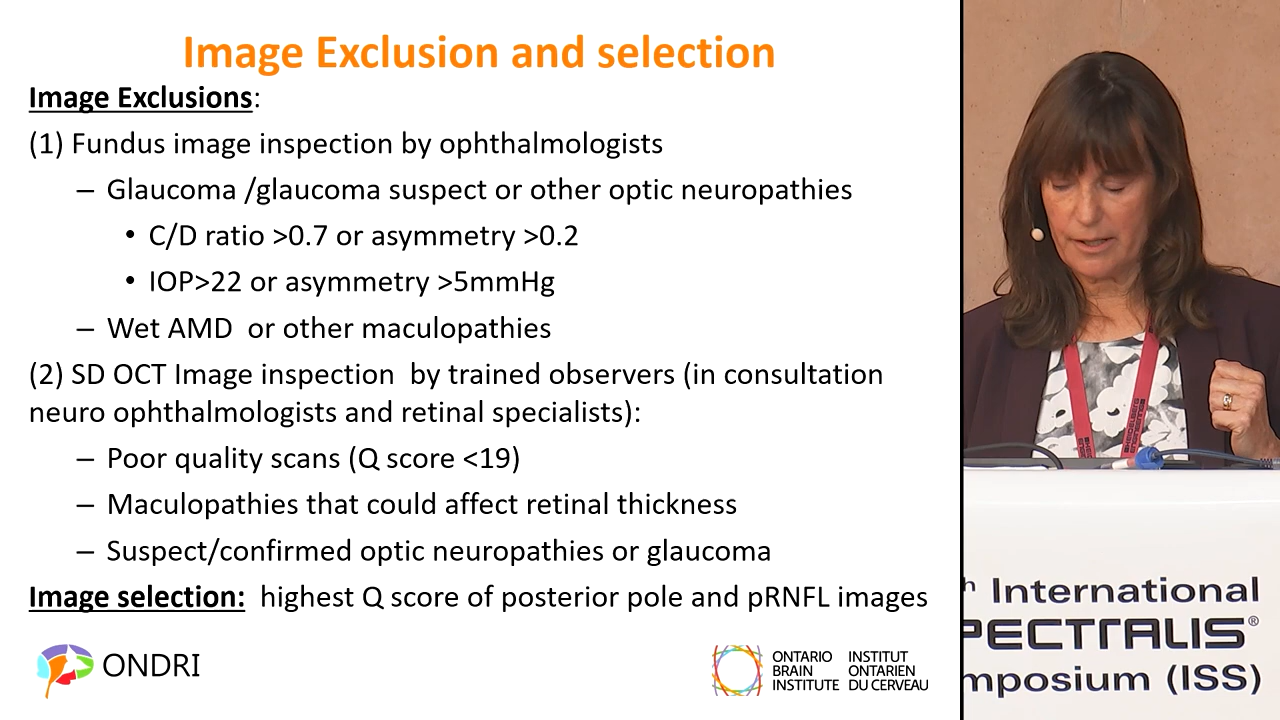 Image Exclusion and selection
Image Exclusions:
(1) Fundus image inspection by ophthalmologists
– Glaucoma /glaucoma suspect or other optic neuropathies
• C/D ratio >0.7 or asymmetry >0.2
• IOP>22 or asymmetry >5mmHg
– Wet AMD or other maculopathies
(2) SD OCT Image inspection by trained observers (in consultation
neuro ophthalmologists and retinal specialists):
– Poor quality scans (Q score <19)
– Maculopathies that could affect retinal thickness
– Suspect/confirmed optic neuropathies or glaucoma
Image selection: highest Q score of posterior pole and pRNFL images
ONDRI
ONTARIO
BRAIN
INSTITUTE
INSTITUT
ONTARIEN
DU CERVEAU
h International
PECTRALIS®
mposium (ISS)